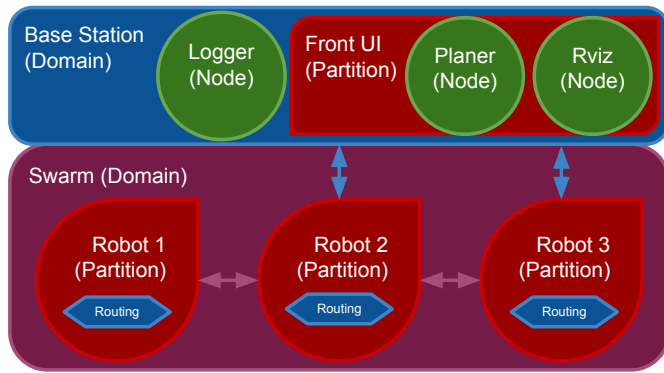 Base Station
(Domain)
Logger
(Node)
Front UI
(Partition)
Planer
(Node)
Rviz
(Node)
Swarm (Domain)
Robot 1
(Partition)
Routing
Robot 2
(Partition)
Routing
Robot 3
(Partition)
Routing